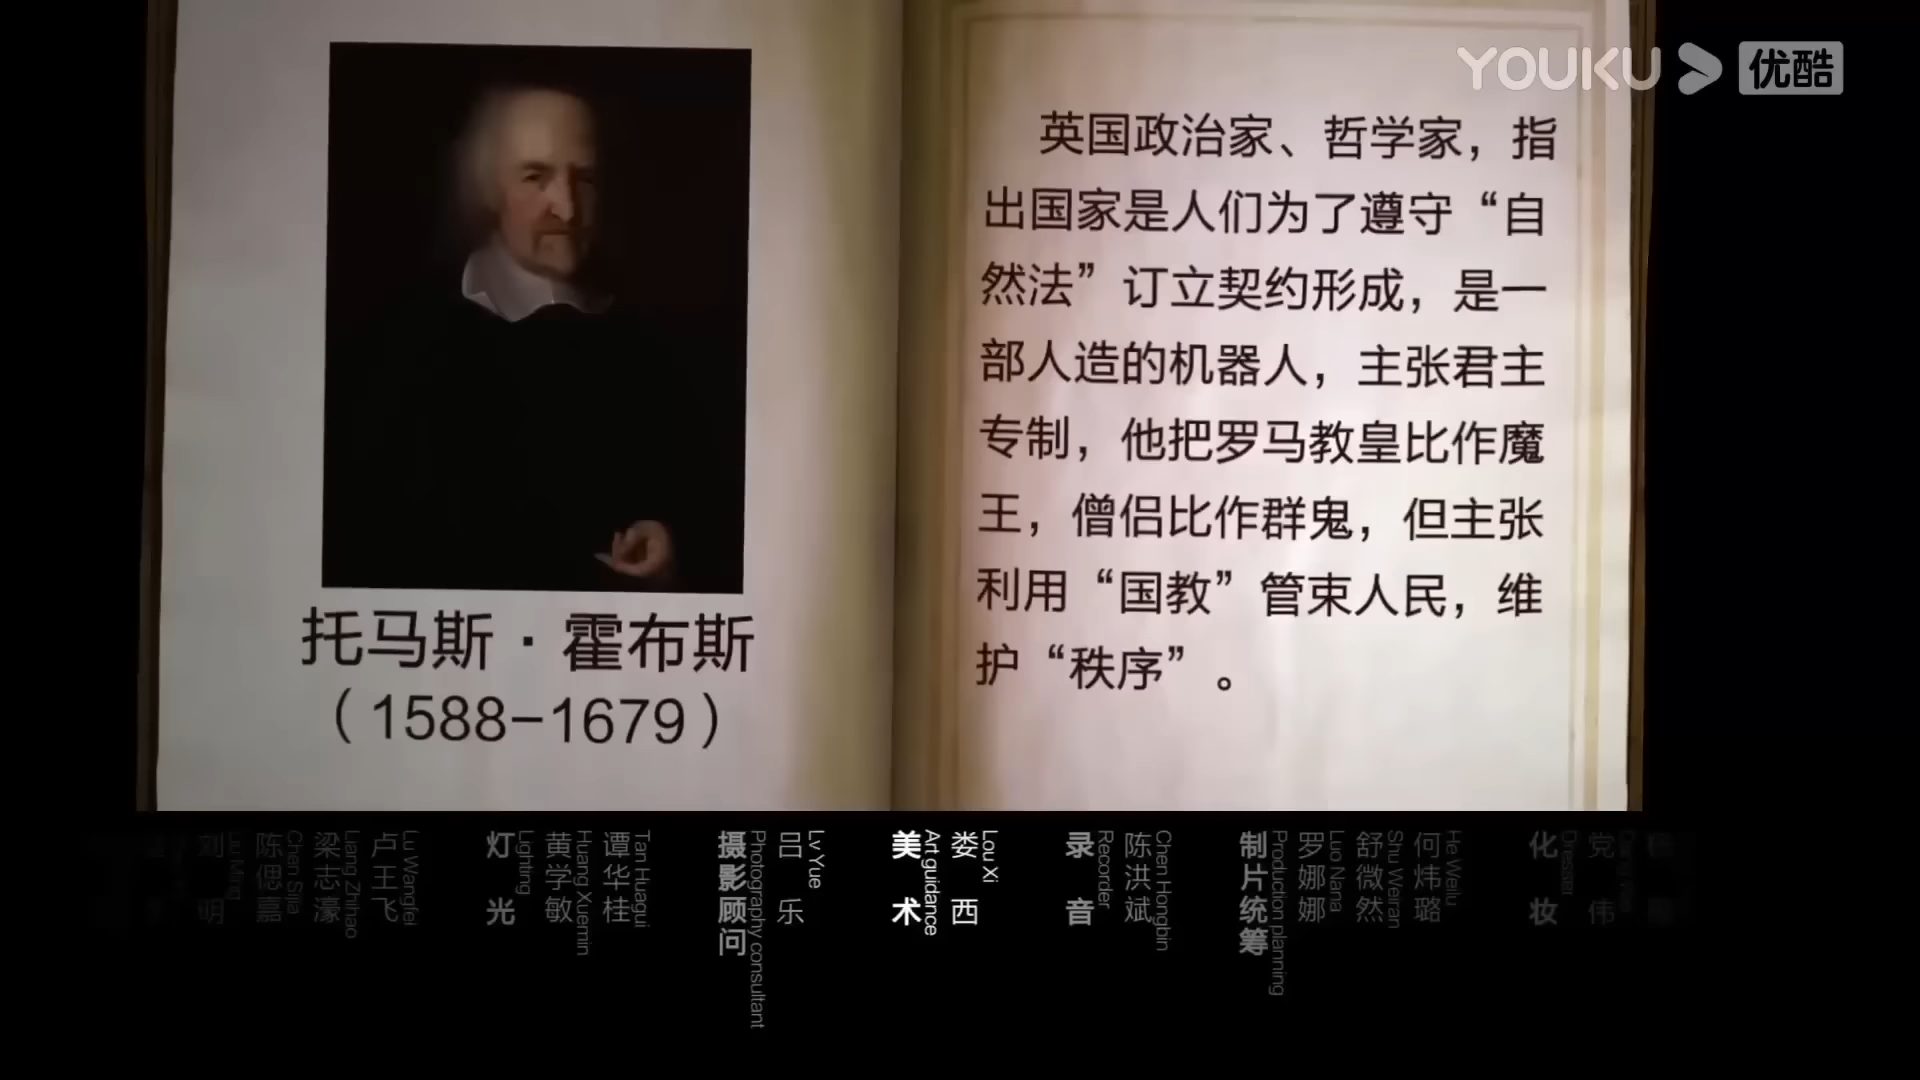 YOUKU 优酷
英国政治家、哲学家，指
出国家是人们为了遵守“自
然法”订立契约形成，是一
部人造的机器人，主张君主
专制，他把罗马教皇比作魔
王，僧侣比作群鬼，但主张
利用“国教”管束人民，维
护“秩序”。
托马斯·霍布斯
（1588-1679）
刘明
陈偲嘉
Chen Sijia
梁志濠
Liang Zhihao
卢王飞
Lu Wangfei
灯光
Lighting
黄学敏
Huang Xuemin
谭华桂
Tan Huagui
摄影顾问
Photography consultant
吕乐
Lv Yue
美术
Art guidance
娄西
Lou Xi
录音
Recorder
陈洪斌
Chen Hongbin
制片统筹
Production planning
罗娜娜
Luo Nana
舒微然
Shu Weiran
何炜璐
He Weilu
化妆
Dresser
党伟